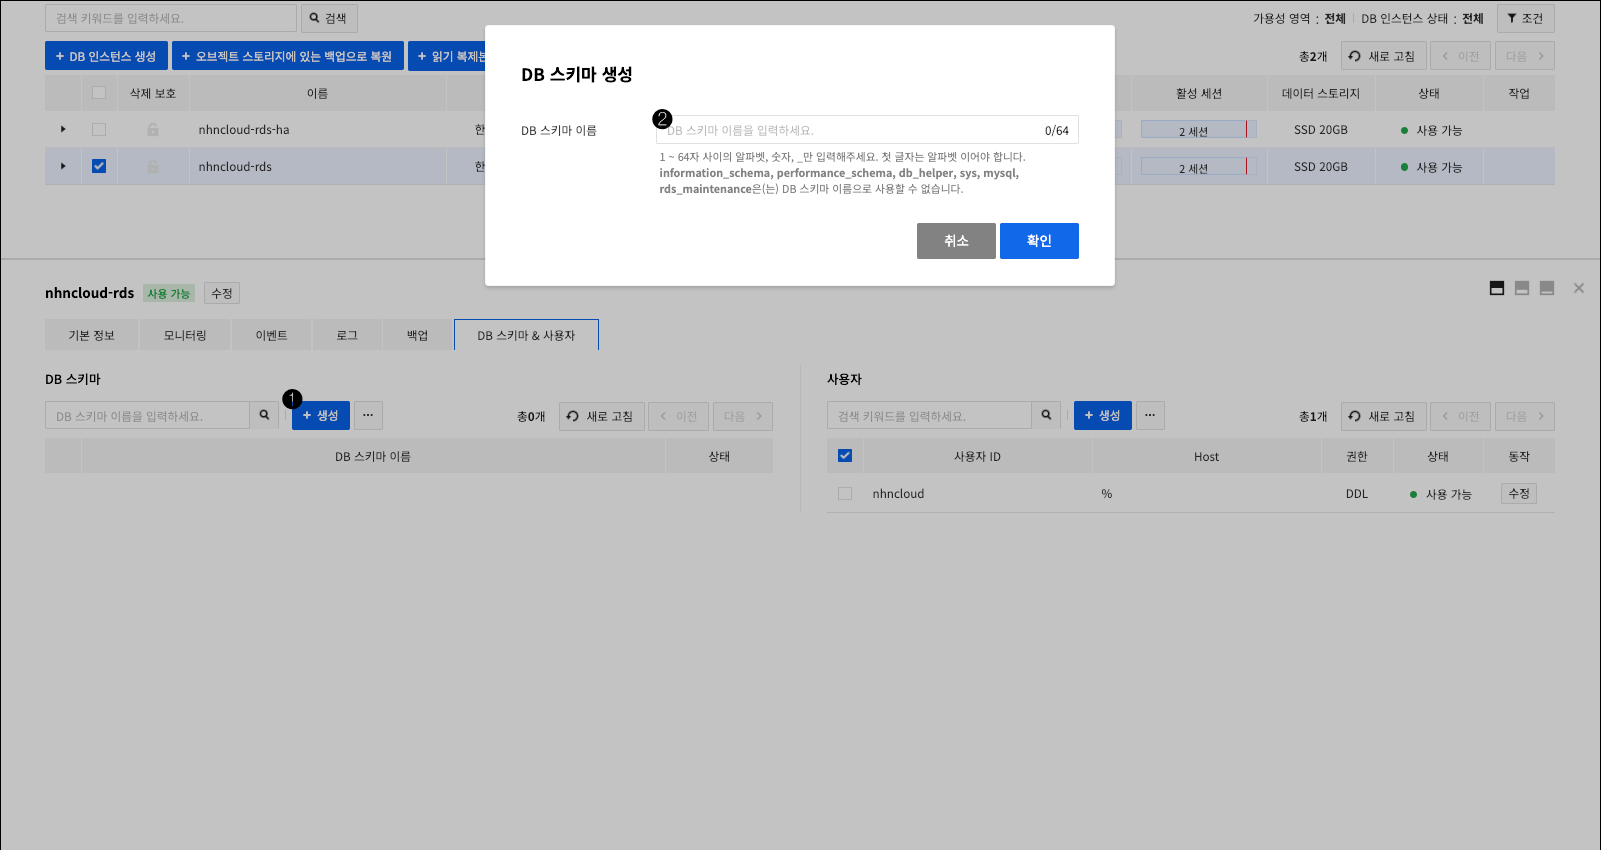 검색 키워드를 입력하세요.
검색
가용성 영역 : 전체
DB 인스턴스 상태 : 전체
조건
+ DB 인스턴스 생성
+ 오브젝트 스토리지에 있는 백업으로 복원
+ 읽기 복제본
총2개
새로 고침
이전
다음
삭제 보호
이름
활성 세션
데이터 스토리지
상태
작업
nhncloud-rds-ha
한
2 세션
SSD 20GB
사용 가능
nhncloud-rds
한
2 세션
SSD 20GB
사용 가능
DB 스키마 생성
DB 스키마 이름
2
DB 스키마 이름을 입력하세요.
0/64
1 ~ 64자 사이의 알파벳, 숫자, _만 입력해주세요. 첫 글자는 알파벳 이어야 합니다.
information_schema, performance_schema, db_helper, sys, mysql,
rds_maintenance은(는) DB 스키마 이름으로 사용할 수 없습니다.
취소
확인
nhncloud-rds
사용 가능
수정
기본 정보
모니터링
이벤트
로그
백업
DB 스키마 & 사용자
DB 스키마
DB 스키마 이름을 입력하세요.
1
+ 생성
···
총0개
새로 고침
이전
다음
DB 스키마 이름
상태
사용자
검색 키워드를 입력하세요.
+ 생성
···
총1개
새로 고침
이전
다음
사용자 ID
Host
권한
상태
동작
nhncloud
%
DDL
사용 가능
수정